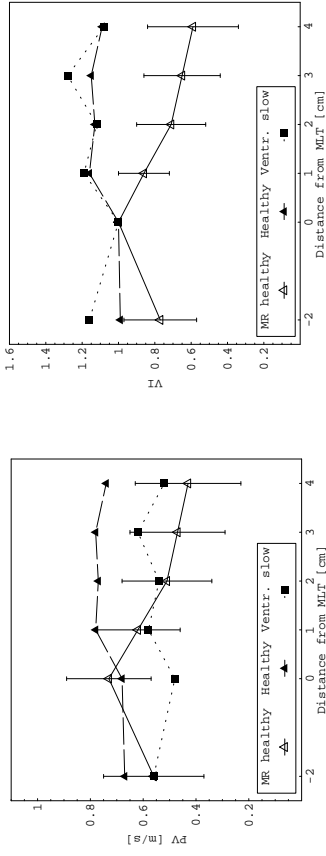 1
0.8
0.6
0.4
0.2
PV [m/s]
-2
0
1
2
3
4
Distance from MLT [cm]
MR healthy
Healthy
Ventr. slow
1.6
1.4
1.2
1
0.8
0.6
0.4
0.2
VI
-2
0
1
2
3
4
Distance from MLT [cm]
MR healthy
Healthy
Ventr. slow